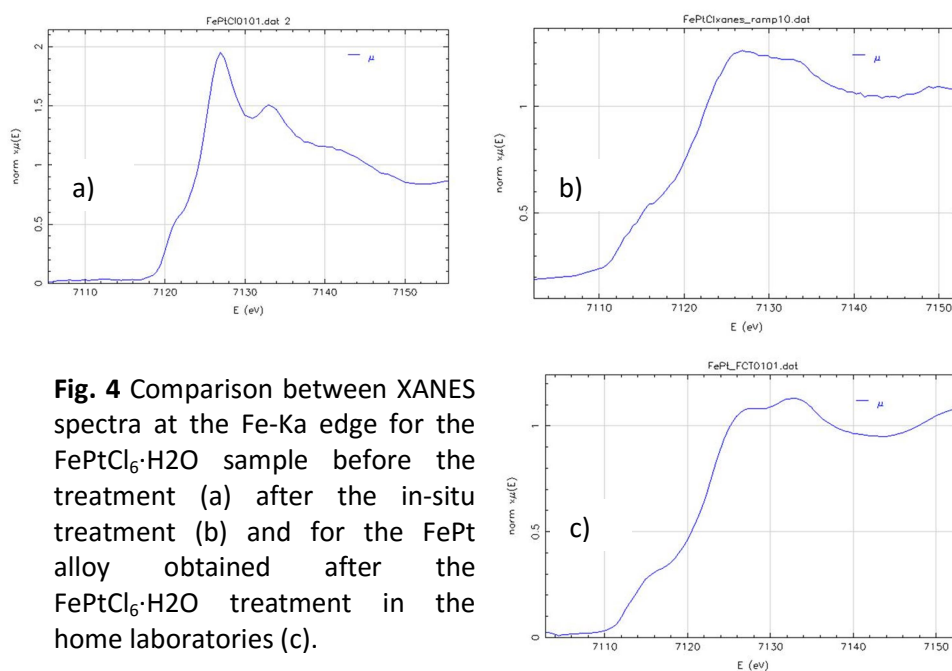 FePtCl0101.dat 2
2
1.5
1
0.5
0
norm xμ(E)
μ
a)
7110 7120 7130 7140 7150
E (eV)
FePtClxanes_ramp10.dat
1
0.5
norm xμ(E)
μ
b)
7110 7120 7130 7140 7150
E (eV)
Fig. 4 Comparison between XANES
spectra at the Fe-Ka edge for the
FePtCl₆·H2O sample before the
treatment (a) after the in-situ
treatment (b) and for the FePt
alloy obtained after the
FePtCl₆·H2O treatment in the
home laboratories (c).
FePt_FCT0101.dat
1
0.5
0
norm xμ(E)
μ
c)
7110 7120 7130 7140 7150
E (eV)